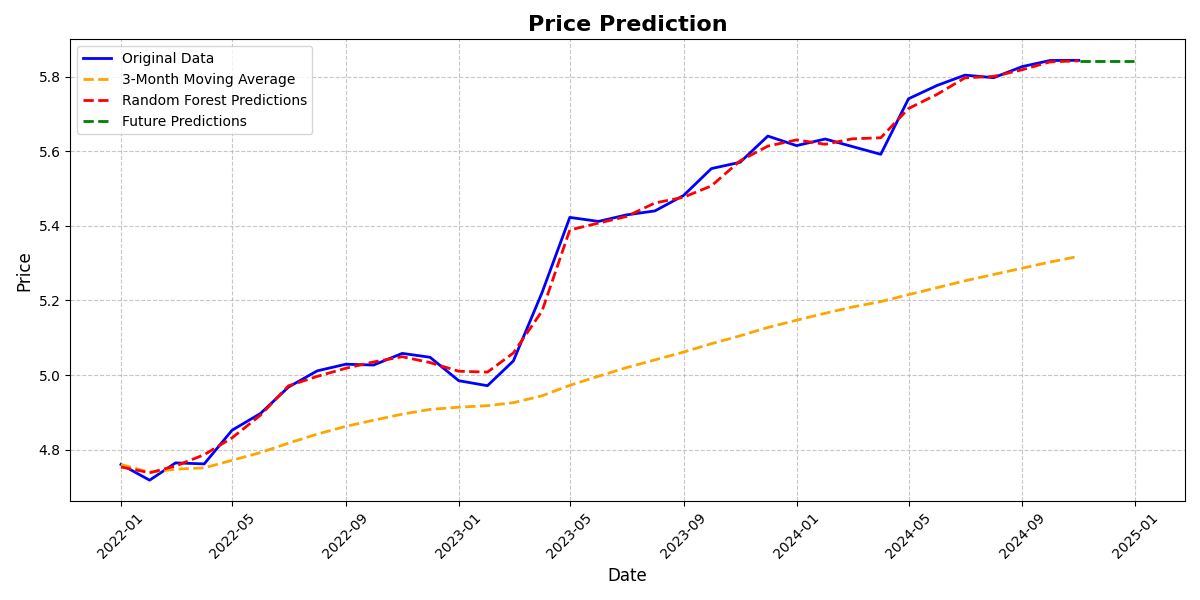 Price Prediction
Original Data
3-Month Moving Average
Random Forest Predictions
Future Predictions
Price
5.8
5.6
5.4
5.2
5.0
4.8
2022-01
2022-05
2022-09
2023-01
2023-05
2023-09
2024-01
2024-05
2024-09
2025-01
Date